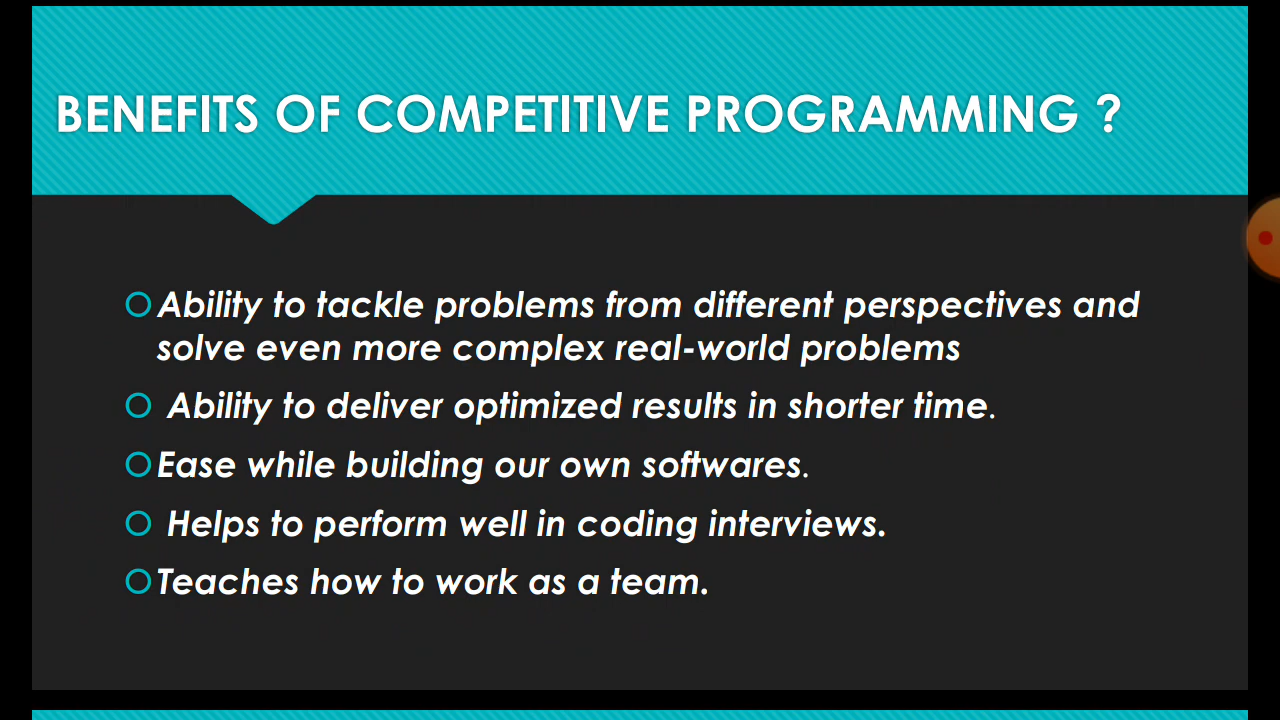 BENEFITS OF COMPETITIVE PROGRAMMING ?
Ability to tackle problems from different perspectives and
solve even more complex real-world problems
Ability to deliver optimized results in shorter time.
Ease while building our own softwares.
Helps to perform well in coding interviews.
Teaches how to work as a team.